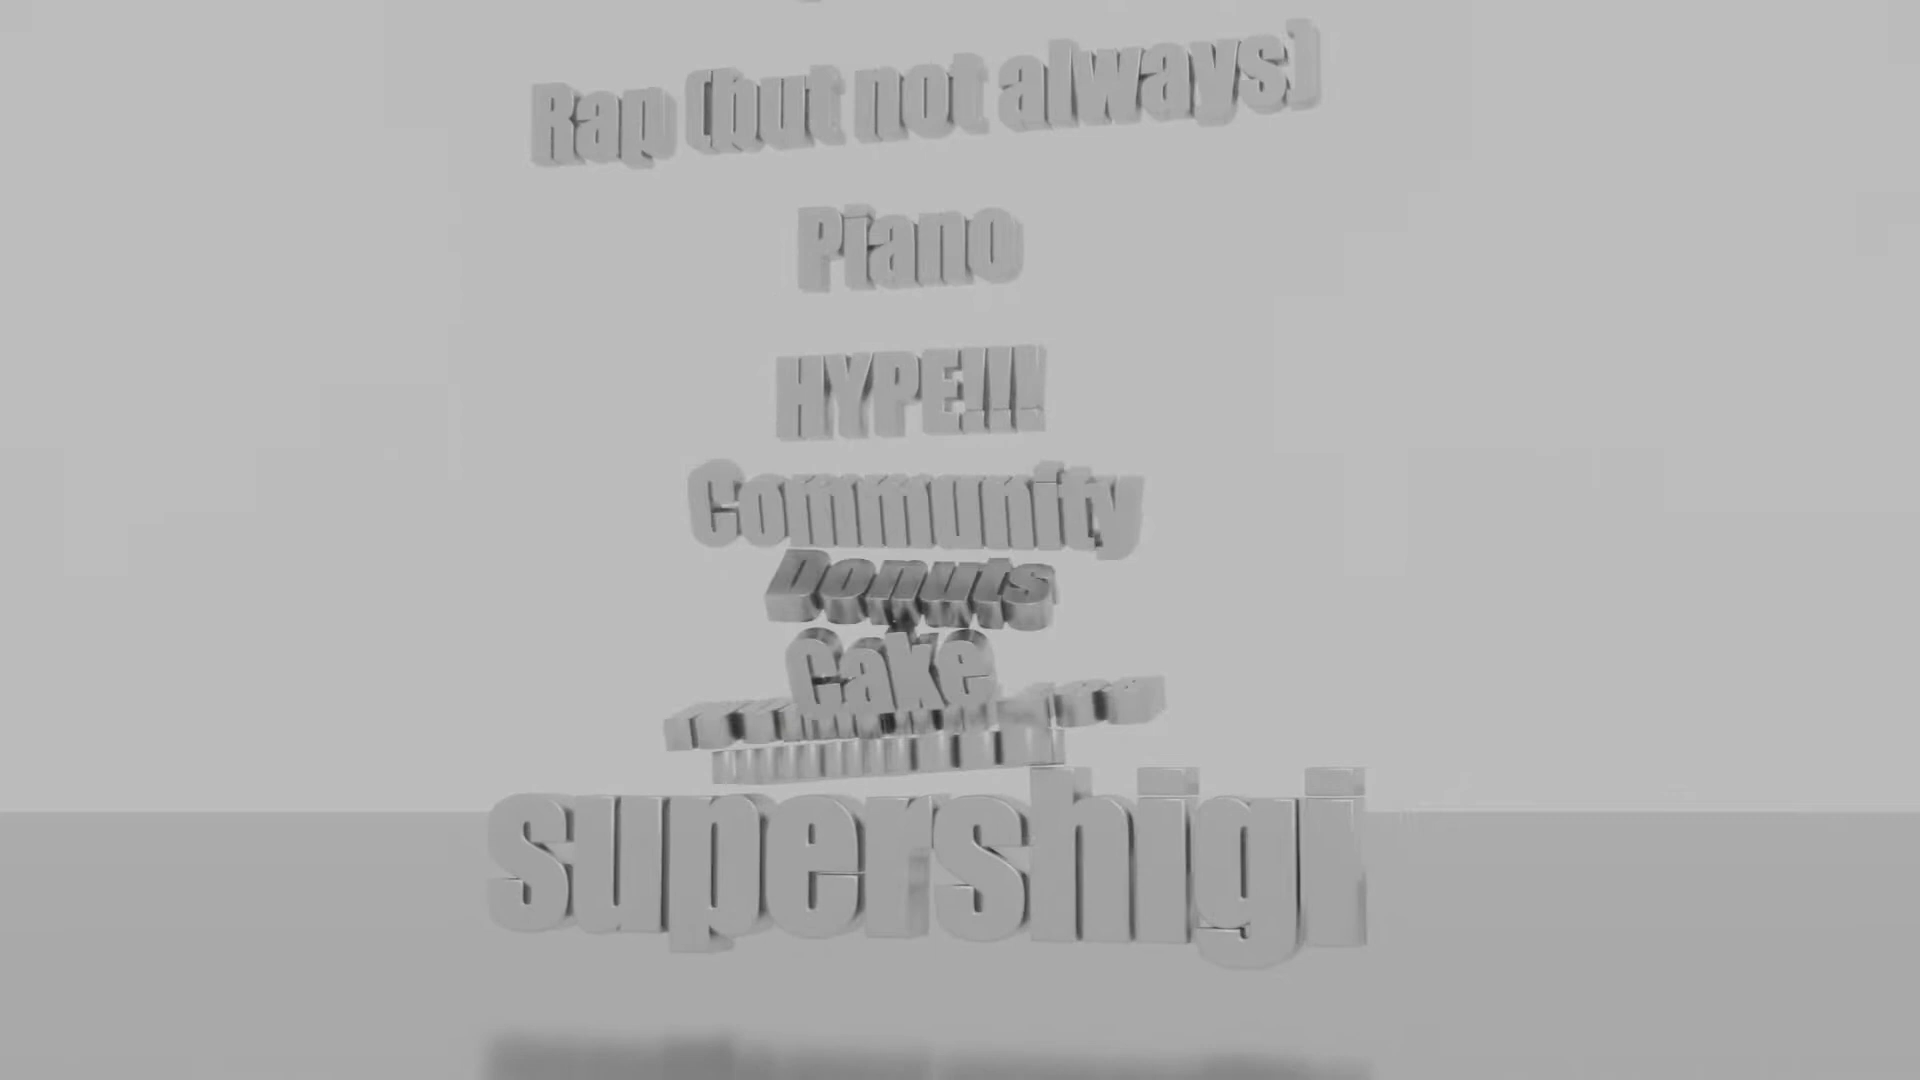 Rap (but not always)
Piano
HYPE!!!
Community
Donuts
Cake
supershigi